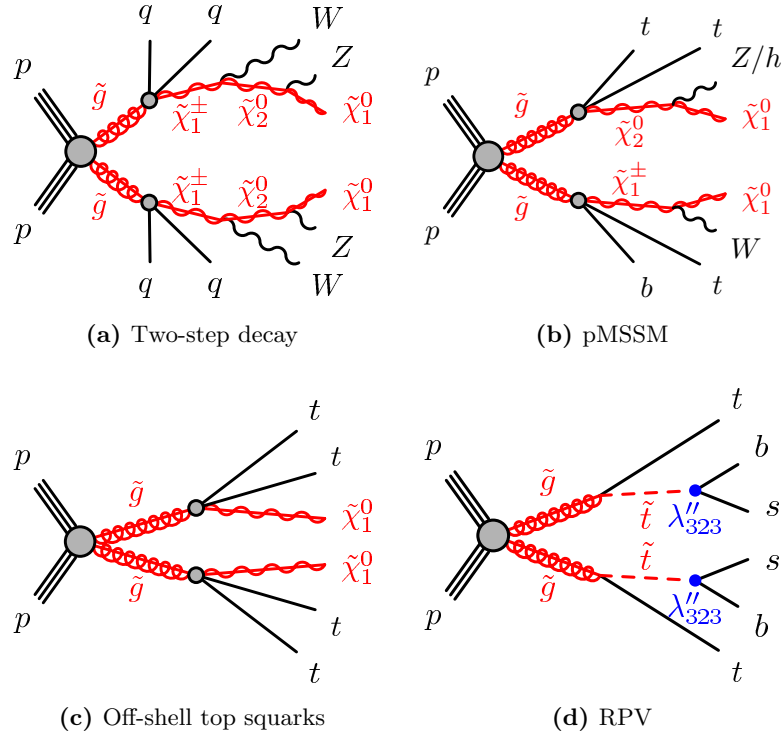 q q W
p Z
g̃
χ̃₁± χ̃₂⁰ χ̃₁⁰
g̃ χ̃₁± χ̃₂⁰ χ̃₁⁰
p Z
q q W
(a) Two-step decay
t t
p Z/h
g̃
χ̃₂⁰ χ̃₁⁰
χ̃₁±
g̃ χ̃₁⁰
p W
b t
(b) pMSSM
t
p t
g̃
χ̃₁⁰
χ̃₁⁰
g̃
p t
t
(c) Off-shell top squarks
t
p b
g̃
s
t̃ λ″₃₂₃
t̃ s
g̃ λ″₃₂₃
p b
t
(d) RPV